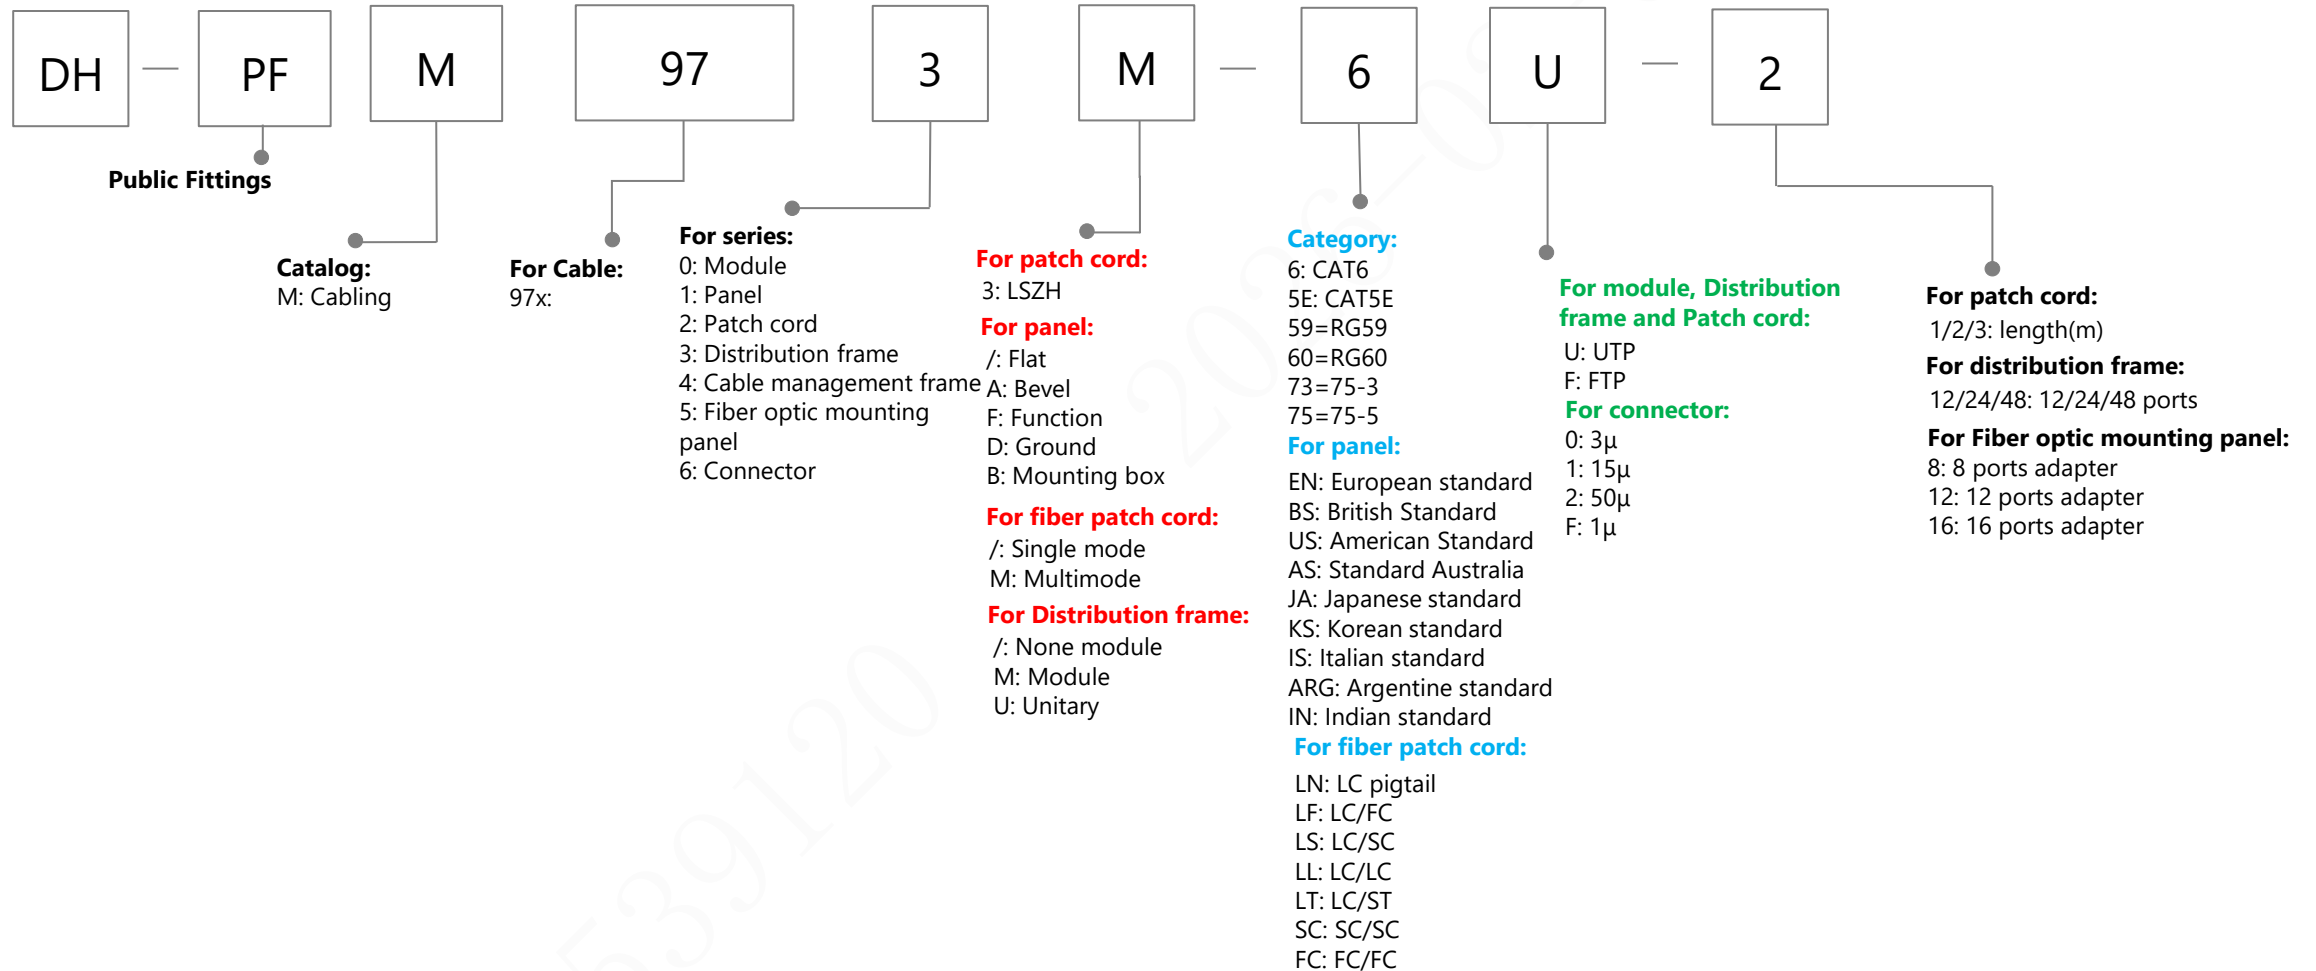 DH — PF M 97 3 M — 6 U — 2
Public Fittings
Catalog:
M: Cabling
For Cable:
97x:
For series:
0: Module
1: Panel
2: Patch cord
3: Distribution frame
4: Cable management frame
5: Fiber optic mounting
panel
6: Connector
For patch cord:
3: LSZH
For panel:
/: Flat
A: Bevel
F: Function
D: Ground
B: Mounting box
For fiber patch cord:
/: Single mode
M: Multimode
For Distribution frame:
/: None module
M: Module
U: Unitary
Category:
6: CAT6
5E: CAT5E
59=RG59
60=RG60
73=75-3
75=75-5
For panel:
EN: European standard
BS: British Standard
US: American Standard
AS: Standard Australia
JA: Japanese standard
KS: Korean standard
IS: Italian standard
ARG: Argentine standard
IN: Indian standard
For fiber patch cord:
LN: LC pigtail
LF: LC/FC
LS: LC/SC
LL: LC/LC
LT: LC/ST
SC: SC/SC
FC: FC/FC
For module, Distribution
frame and Patch cord:
U: UTP
F: FTP
For connector:
0: 3μ
1: 15μ
2: 50μ
F: 1μ
For patch cord:
1/2/3: length(m)
For distribution frame:
12/24/48: 12/24/48 ports
For Fiber optic mounting panel:
8: 8 ports adapter
12: 12 ports adapter
16: 16 ports adapter